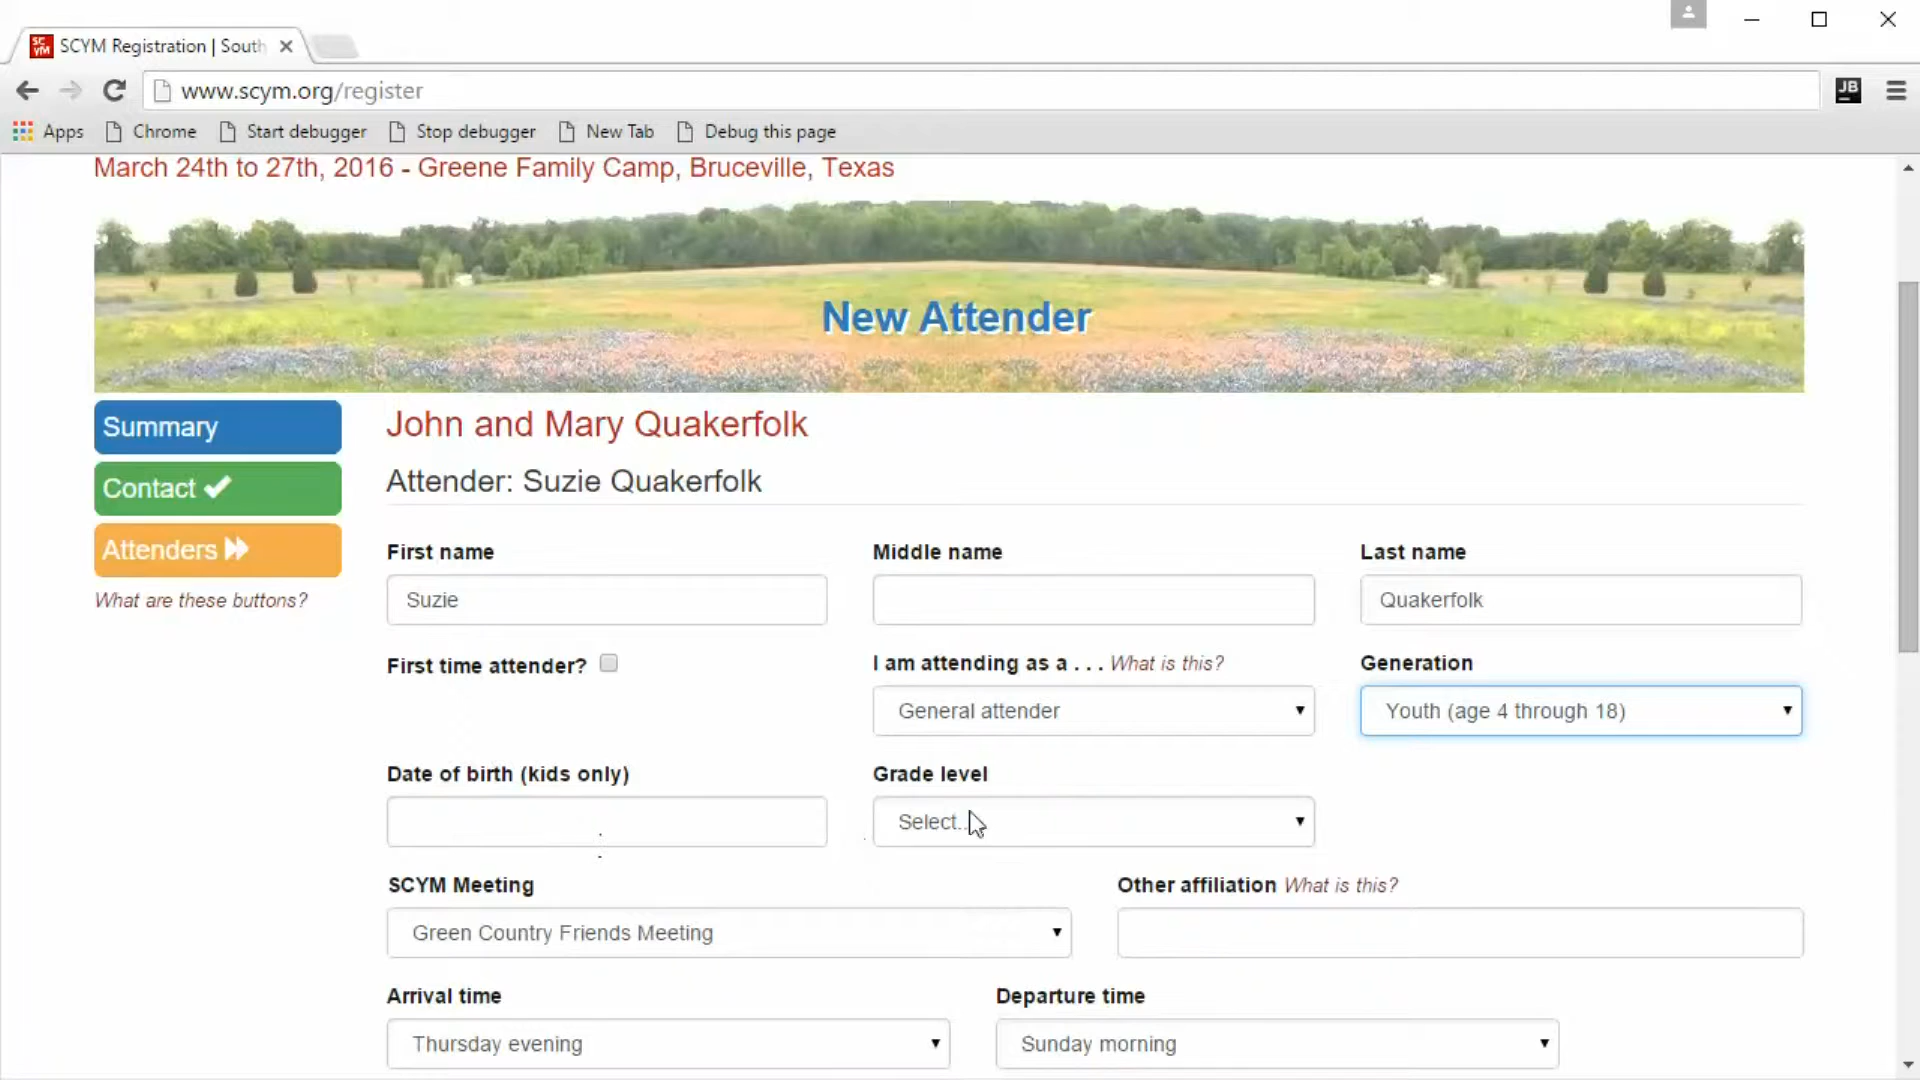 SCYM Registration | South
www.scym.org/register
JB
Apps Chrome Start debugger Stop debugger New Tab Debug this page
March 24th to 27th, 2016 - Greene Family Camp, Bruceville, Texas
New Attender
Summary
Contact
Attenders
What are these buttons?
John and Mary Quakerfolk
Attender: Suzie Quakerfolk
First name Middle name Last name
Suzie Quakerfolk
First time attender? I am attending as a . . . What is this? Generation
General attender Youth (age 4 through 18)
Date of birth (kids only) Grade level
Select..
SCYM Meeting Other affiliation What is this?
Green Country Friends Meeting
Arrival time Departure time
Thursday evening Sunday morning